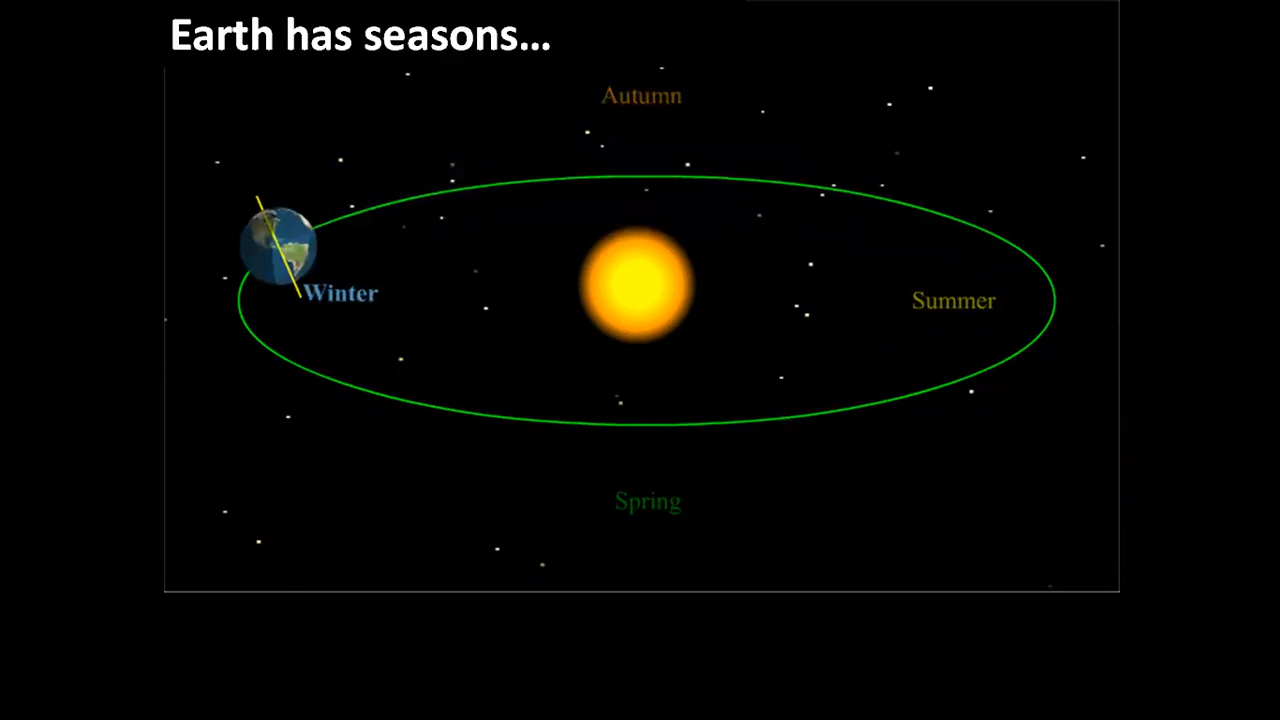 Earth has seasons...
Autumn
Winter
Summer
Spring